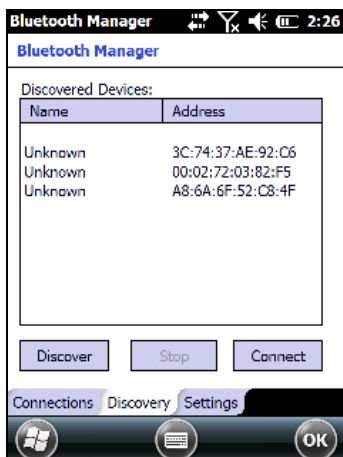 Bluetooth Manager 2:26
Bluetooth Manager
Discovered Devices:
Name Address
Unknown 3C:74:37:AE:92:C6
Unknown 00:02:72:03:82:F5
Unknown A8:6A:6F:52:C8:4F
Discover Stop Connect
Connections Discovery Settings
OK